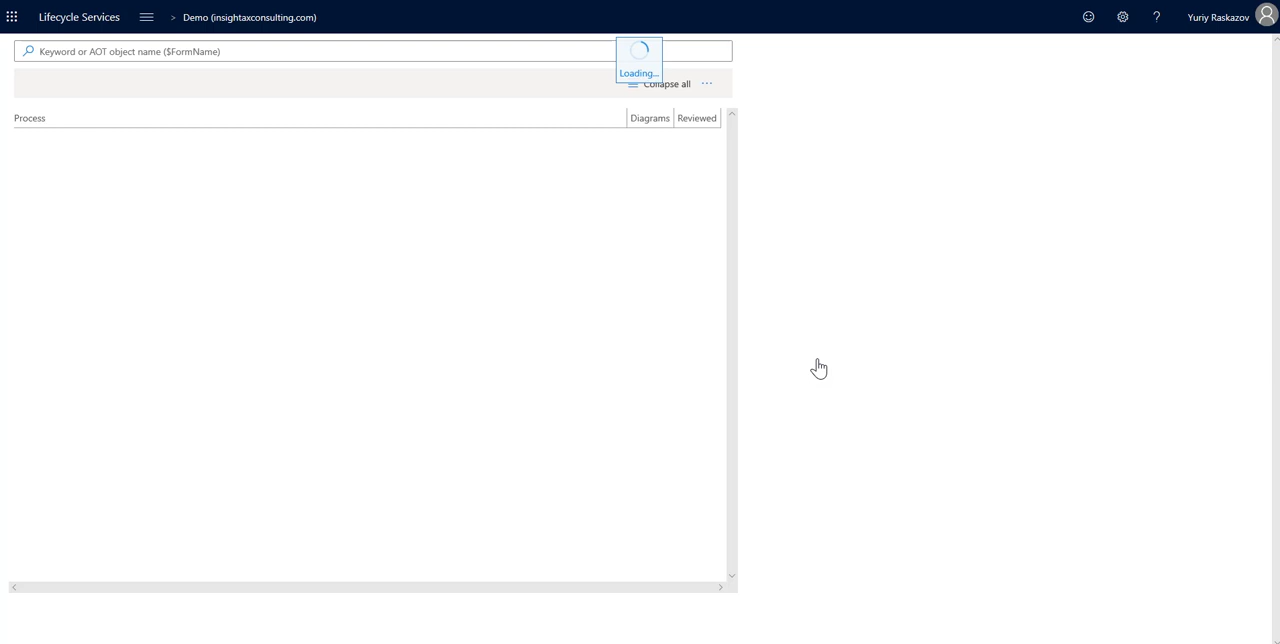 Lifecycle Services > Demo (insightaxconsulting.com) ? Yuriy Raskazov
Keyword or AOT object name ($FormName)
Loading...
Collapse all ...
Process Diagrams Reviewed